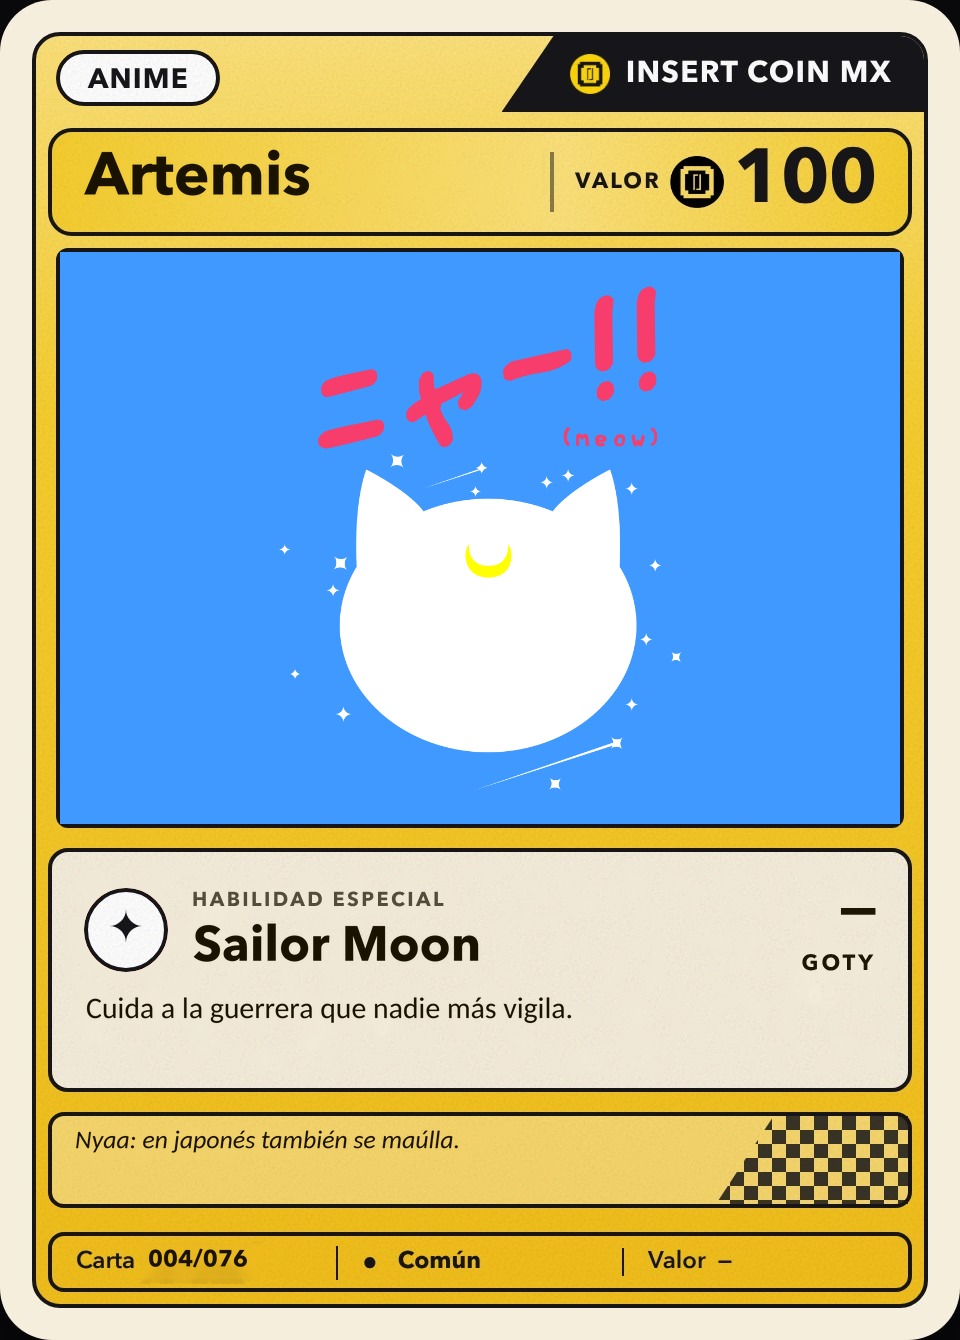 ANIME
INSERT COIN MX
Artemis
VALOR 100
ニャー!!
(meow)
HABILIDAD ESPECIAL
Sailor Moon
—
GOTY
Cuida a la guerrera que nadie más vigila.
Nyaa: en japonés también se maúlla.
Carta 004/076 ● Común Valor –